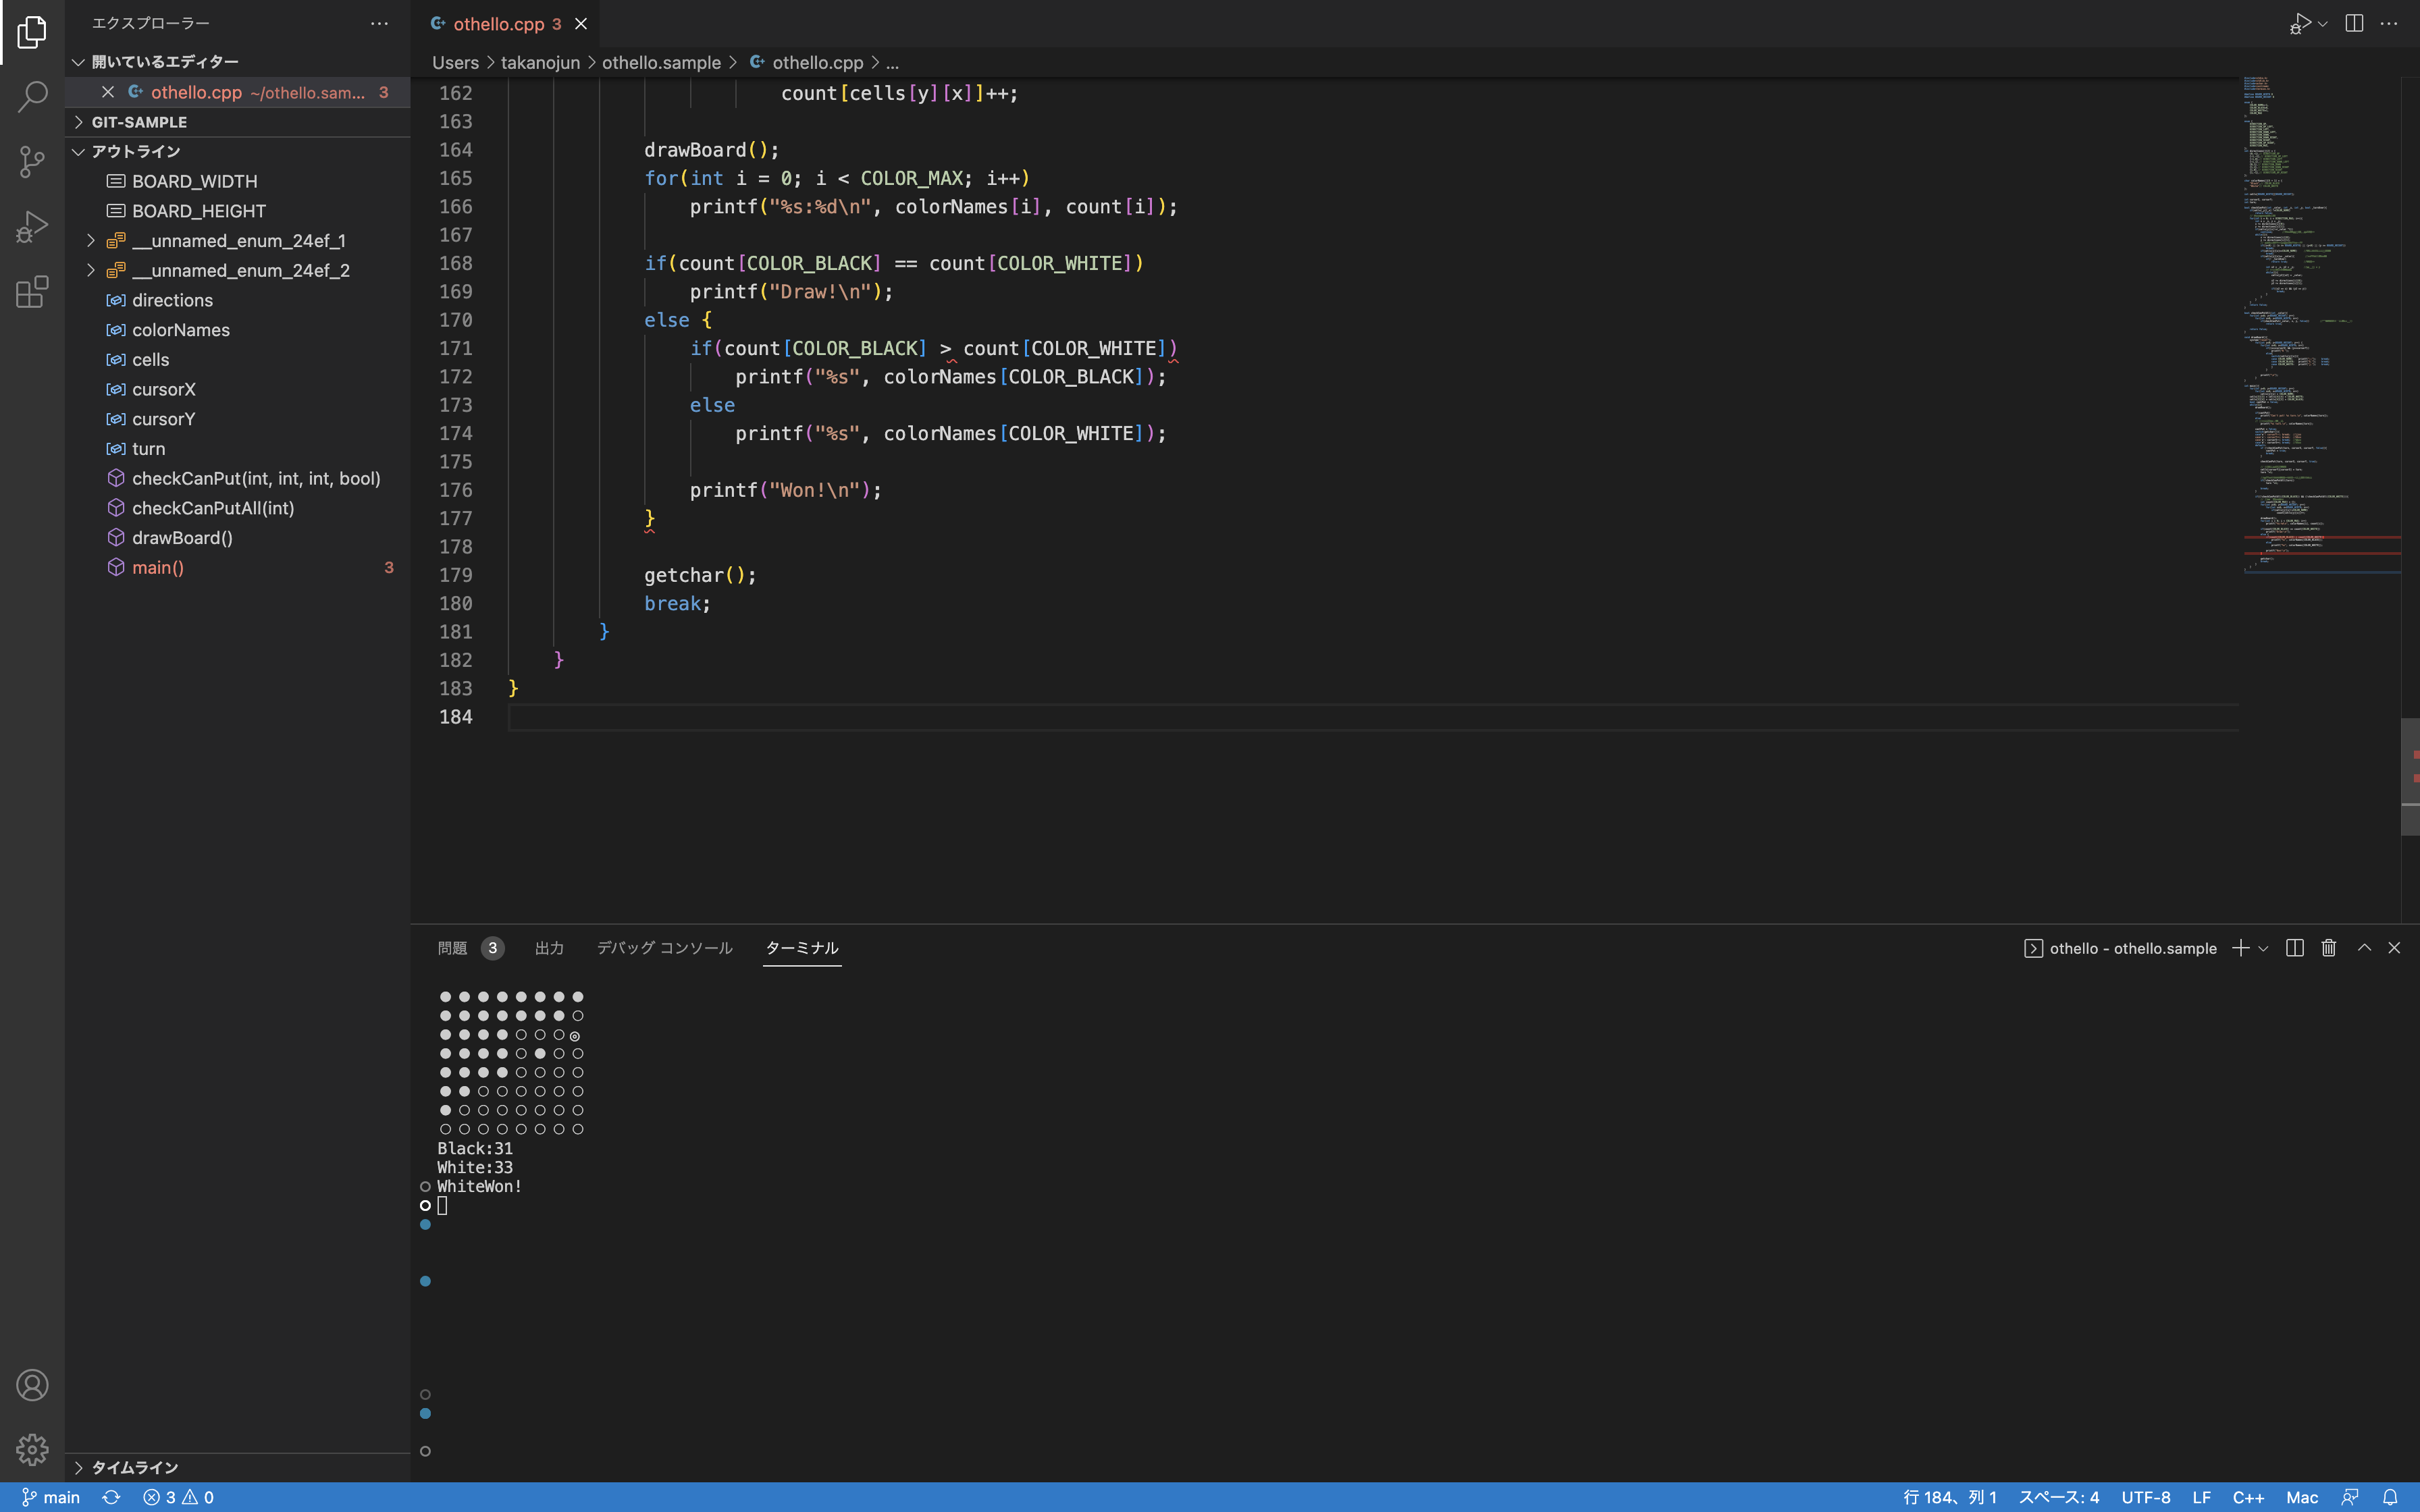 エクスプローラー
othello.cpp 3
開いているエディター
othello.cpp ~/othello.sam... 3
GIT-SAMPLE
アウトライン
BOARD_WIDTH
BOARD_HEIGHT
__unnamed_enum_24ef_1
__unnamed_enum_24ef_2
directions
colorNames
cells
cursorX
cursorY
turn
checkCanPut(int, int, int, bool)
checkCanPutAll(int)
drawBoard()
main() 3
タイムライン
Users > takanojun > othello.sample > othello.cpp > ...
162 count[cells[y][x]]++;
163
164 drawBoard();
165 for(int i = 0; i < COLOR_MAX; i++)
166 printf("%s:%d\n", colorNames[i], count[i]);
167
168 if(count[COLOR_BLACK] == count[COLOR_WHITE])
169 printf("Draw!\n");
170 else {
171 if(count[COLOR_BLACK] > count[COLOR_WHITE])
172 printf("%s", colorNames[COLOR_BLACK]);
173 else
174 printf("%s", colorNames[COLOR_WHITE]);
175
176 printf("Won!\n");
177 }
178
179 getchar();
180 break;
181 }
182 }
183 }
184
問題 3 出力 デバッグ コンソール ターミナル
othello - othello.sample
●●●●●●●●
●●●●●●●○
●●●●○○○◎
●●●●○●○○
●●●●○○○○
●●○○○○○○
●○○○○○○○
○○○○○○○○
Black:31
White:33
WhiteWon!
main 3 0
行 184、列 1 スペース: 4 UTF-8 LF C++ Mac